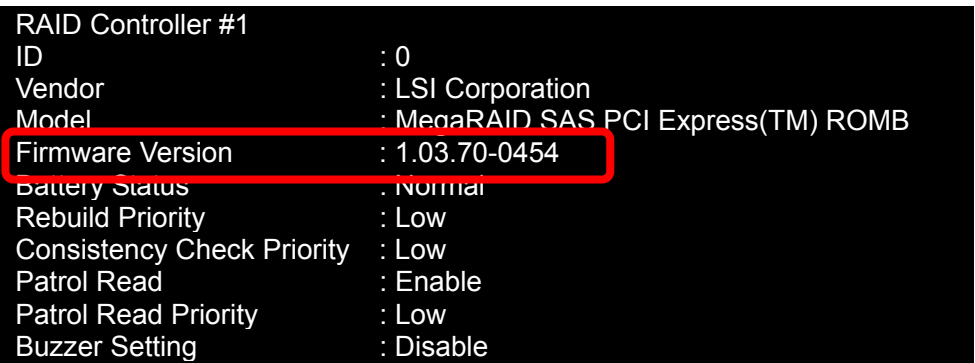 RAID Controller #1
ID : 0
Vendor : LSI Corporation
Model : MegaRAID SAS PCI Express(TM) ROMB
Firmware Version : 1.03.70-0454
Battery Status : Normal
Rebuild Priority : Low
Consistency Check Priority : Low
Patrol Read : Enable
Patrol Read Priority : Low
Buzzer Setting : Disable